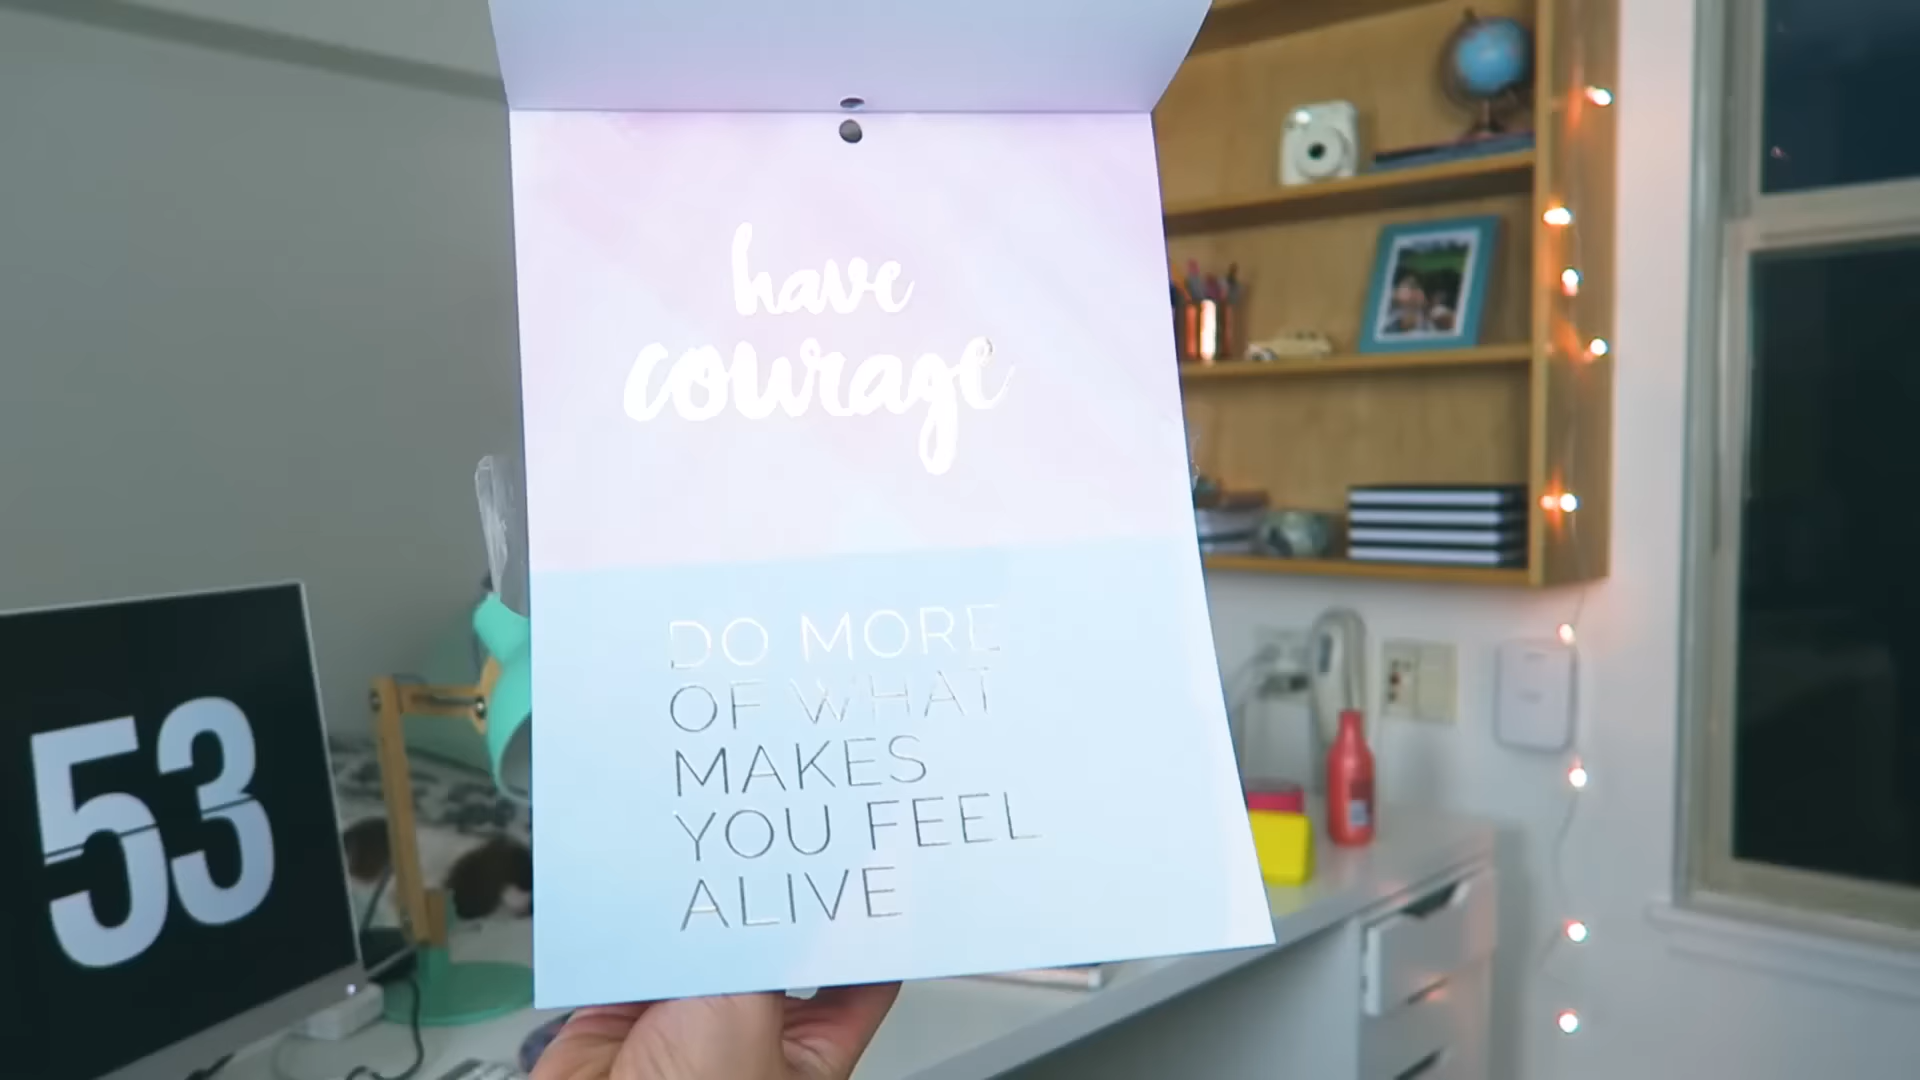 have
courage
DO MORE
OF WHAT
MAKES
YOU FEEL
ALIVE
53